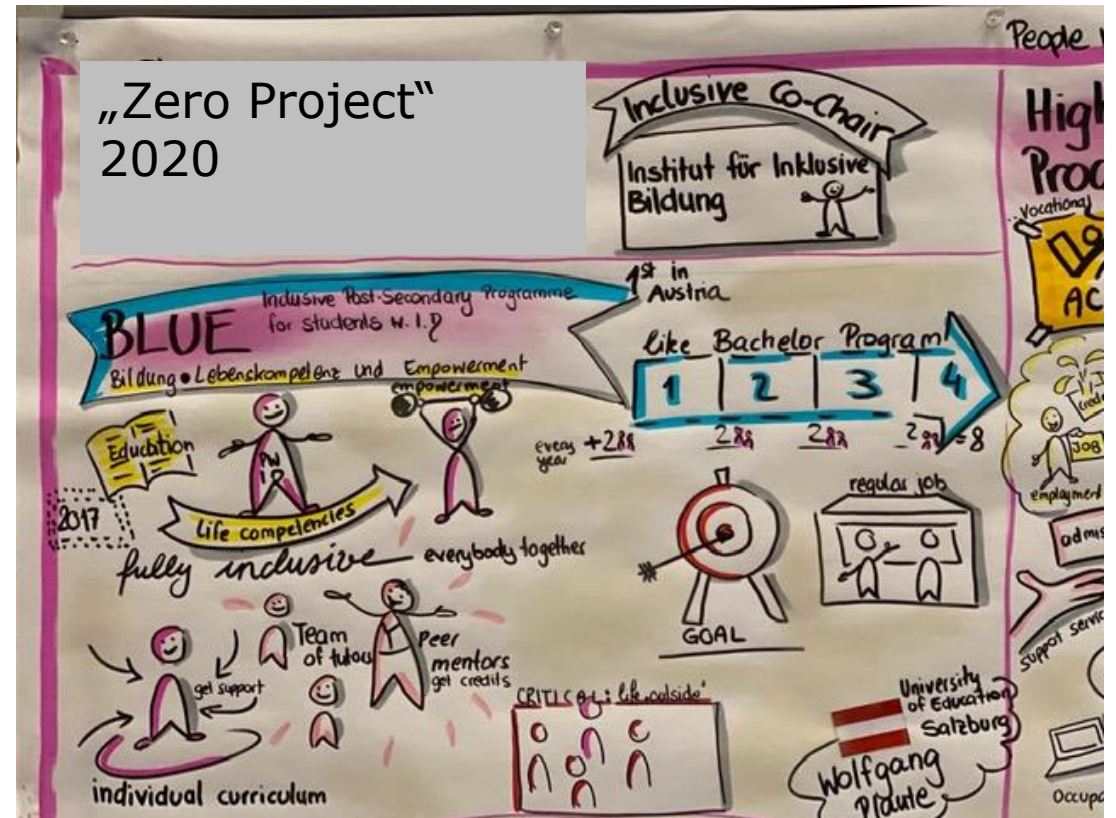 „Zero Project“
2020
Inclusive Co-Chair
Institut für Inklusive
Bildung
BLUE
Inclusive Post-Secondary Programme
for students w. I.D
Bildung • Lebenskompetenz und Empowerment
empowerment
1st in
Austria
like Bachelor Program
1 2 3 4
every
year
+2
2
2
2 = 8
Education
2017
Life competencies
fully inclusive
everybody together
GOAL
regular job
get support
Team
of tutors
Peer
mentors
get credits
individual curriculum
CRITICAL: life „outside“
University
of Education
Salzburg
Wolfgang
Plaute
People
High
Vocational
AC
JOB
employment
support